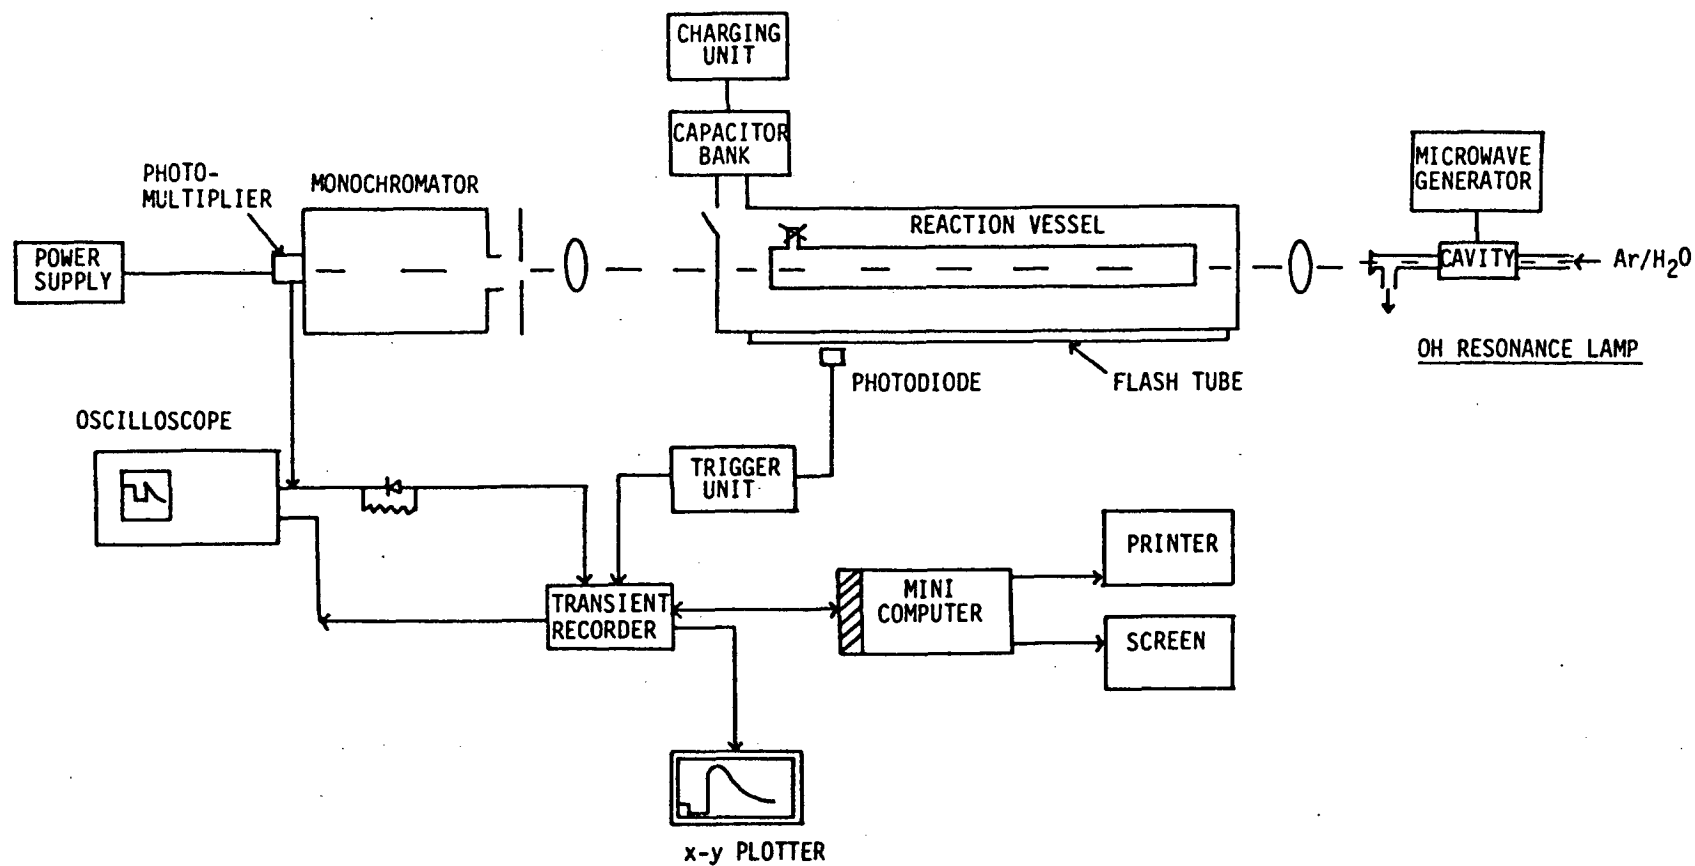 CHARGING
UNIT
CAPACITOR
BANK
PHOTO-
MULTIPLIER
MONOCHROMATOR
MICROWAVE
GENERATOR
REACTION VESSEL
POWER
SUPPLY
CAVITY
Ar/H₂O
OH RESONANCE LAMP
PHOTODIODE
FLASH TUBE
OSCILLOSCOPE
TRIGGER
UNIT
PRINTER
TRANSIENT
RECORDER
MINI
COMPUTER
SCREEN
x-y PLOTTER